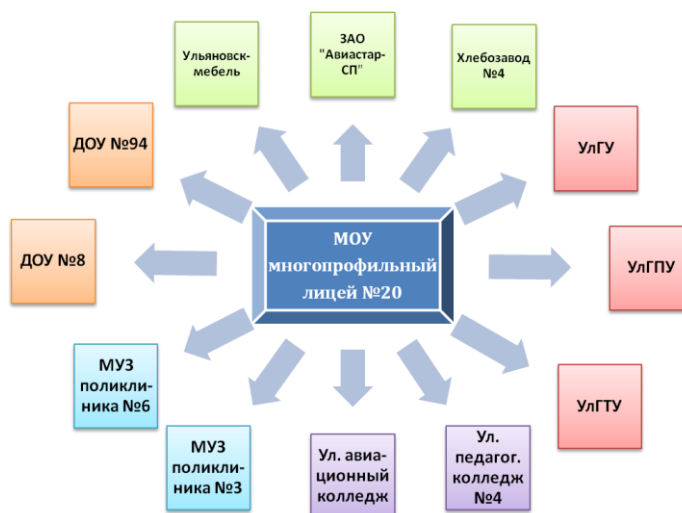 Ульяновск-
мебель
ЗАО
"Авиастар-
СП"
Хлебозавод
№4
ДОУ №94
УлГУ
МОУ
многопрофильный
лицей №20
ДОУ №8
УлГПУ
МУЗ
поликли-
ника №6
УлГТУ
МУЗ
поликли-
ника №3
Ул. авиа-
ционный
колледж
Ул.
педагог.
колледж
№4